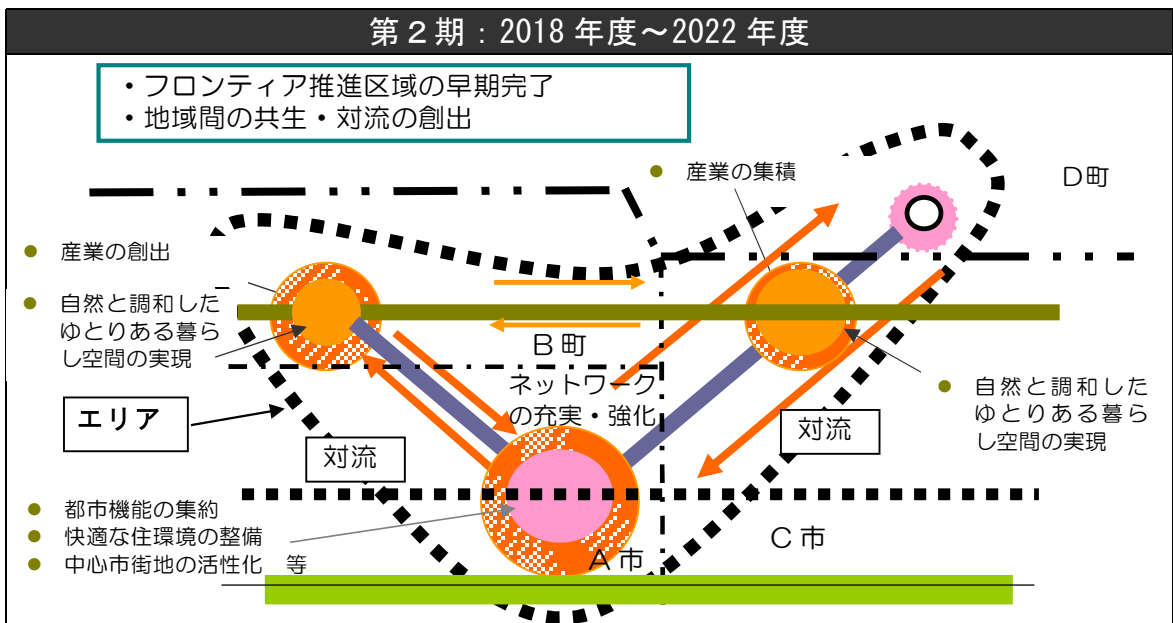 第２期：2018 年度～2022 年度
・フロンティア推進区域の早期完了
・地域間の共生・対流の創出
● 産業の集積
D町
● 産業の創出
● 自然と調和した
ゆとりある暮ら
し空間の実現
B町
ネットワーク
の充実・強化
● 自然と調和した
ゆとりある暮ら
し空間の実現
エリア
対流
対流
● 都市機能の集約
● 快適な住環境の整備
● 中心市街地の活性化　等
A市
C市